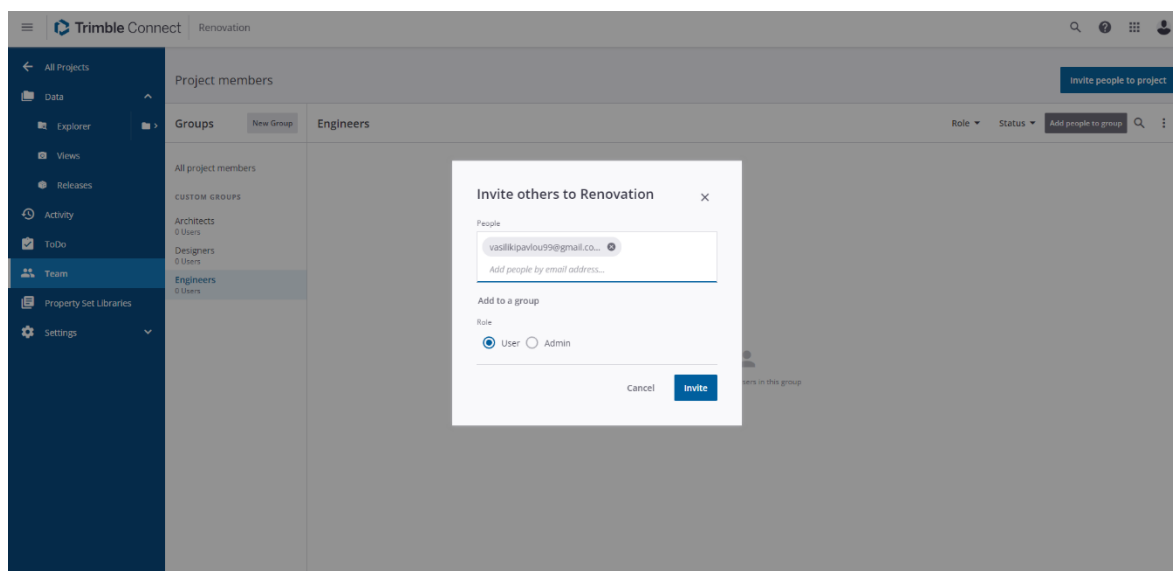 Trimble Connect Renovation
All Projects
Data
Explorer
Views
Releases
Activity
ToDo
Team
Property Set Libraries
Settings
Project members
Invite people to project
Groups
New Group
All project members
CUSTOM GROUPS
Architects
0 Users
Designers
0 Users
Engineers
0 Users
Engineers
Role
Status
Add people to group
Invite others to Renovation
People
vasilikipavlou99@gmail.co...
Add people by email address...
Add to a group
Role
User
Admin
Cancel
Invite
in this group